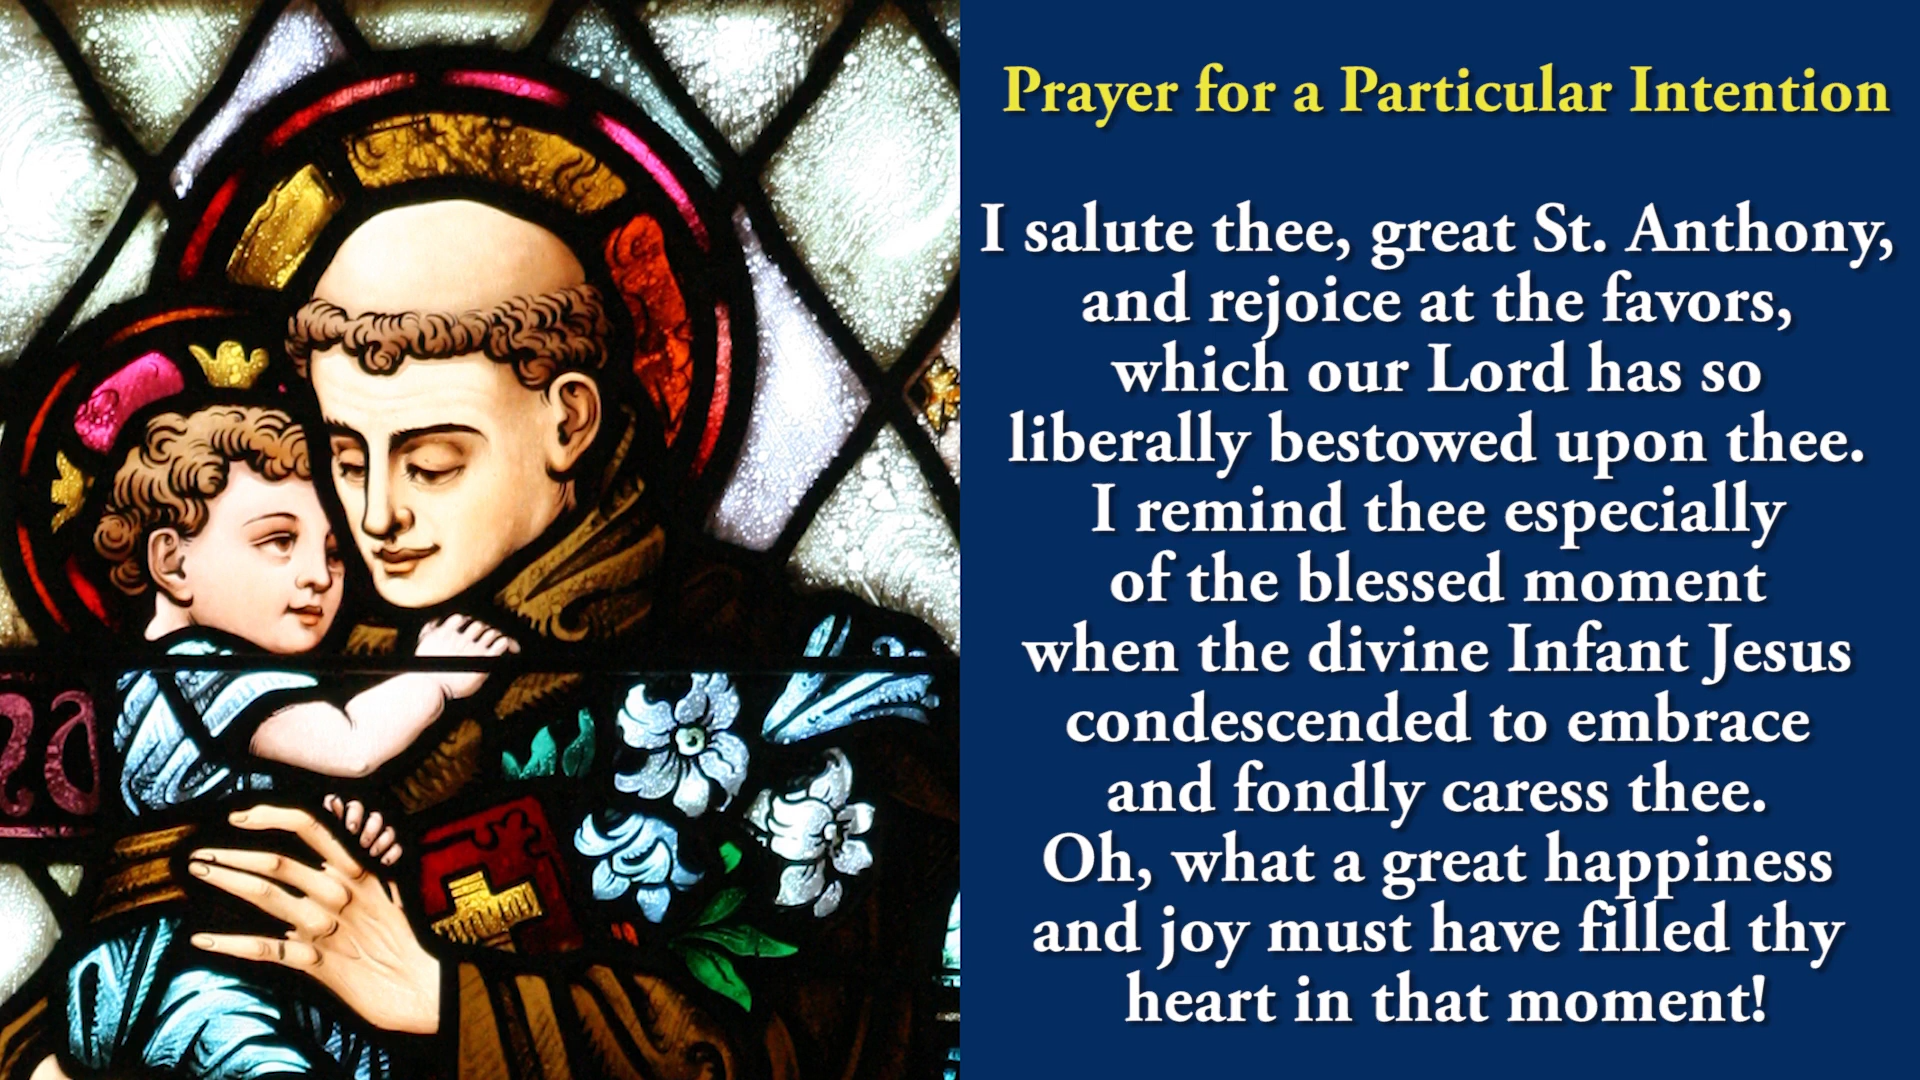 Prayer for a Particular Intention
I salute thee, great St. Anthony,
and rejoice at the favors,
which our Lord has so
liberally bestowed upon thee.
I remind thee especially
of the blessed moment
when the divine Infant Jesus
condescended to embrace
and fondly caress thee.
Oh, what a great happiness
and joy must have filled thy
heart in that moment!